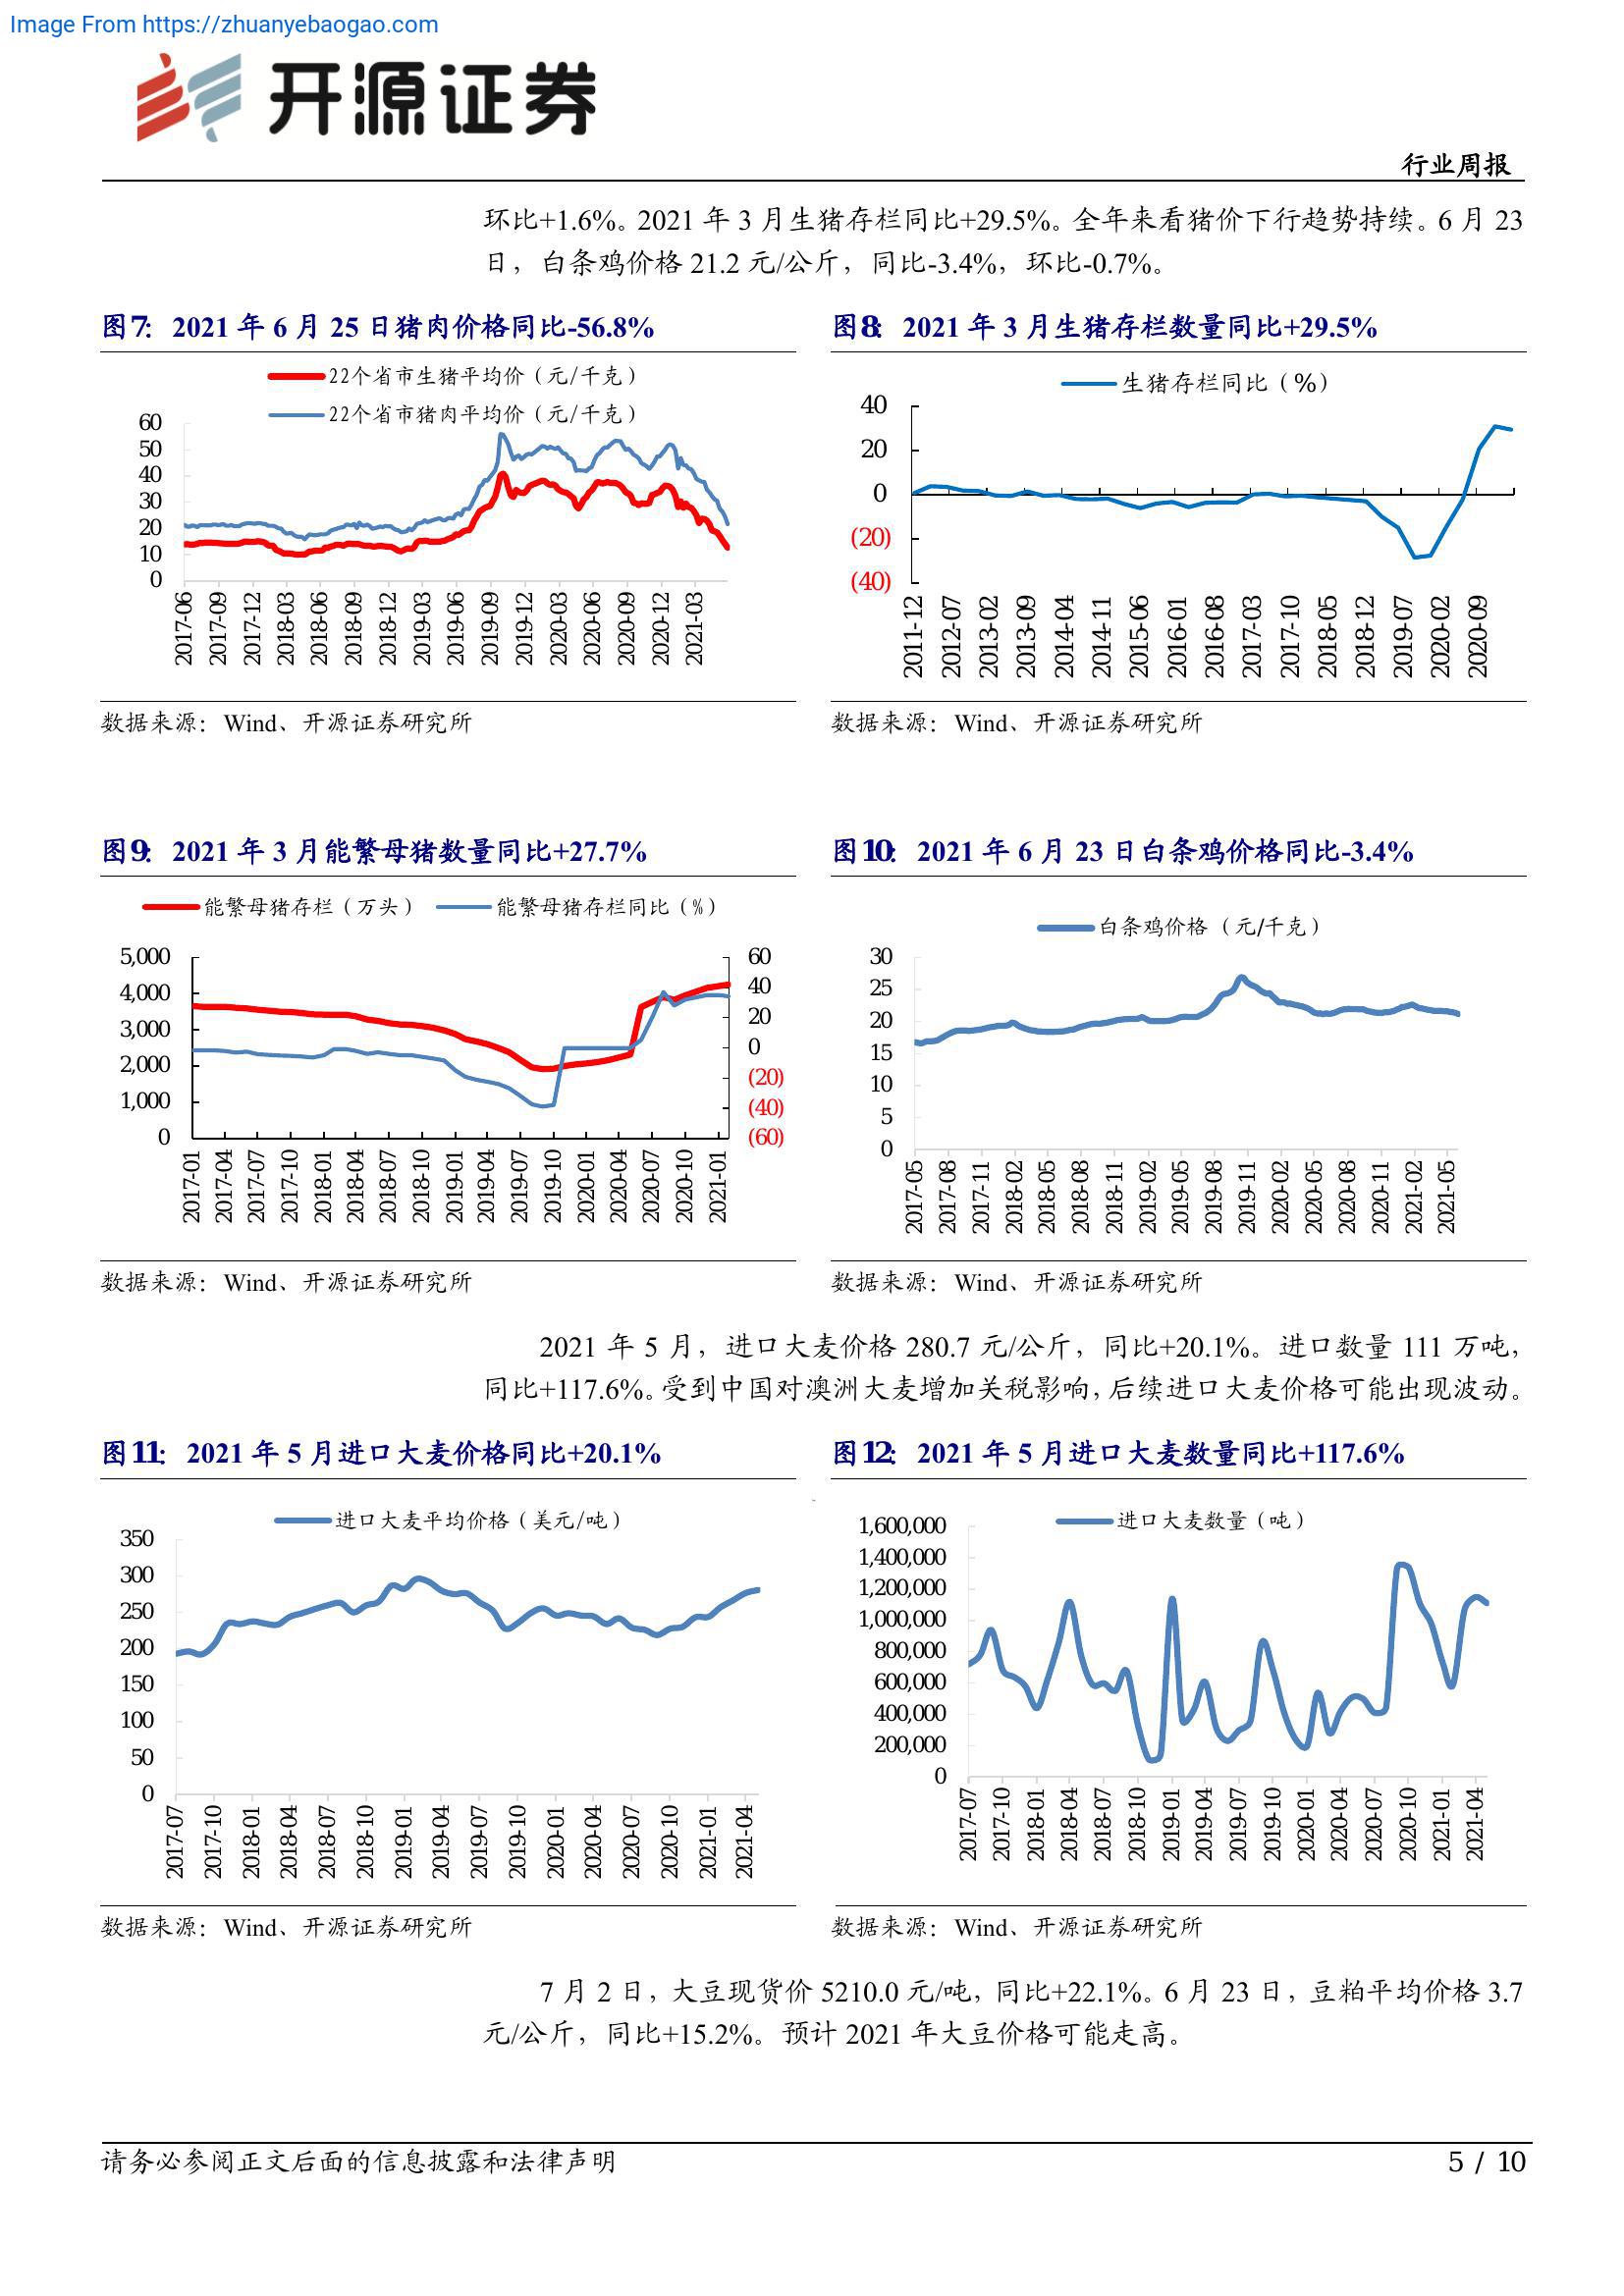 Image From https://zhuanyebaogao.com
开源证券
行业周报
环比+1.6%。2021 年 3 月生猪存栏同比+29.5%。全年来看猪价下行趋势持续。6 月 23
日，白条鸡价格 21.2 元/公斤，同比-3.4%，环比-0.7%。
图7： 2021 年 6 月 25 日猪肉价格同比-56.8%
22个省市生猪平均价（元/千克）
22个省市猪肉平均价（元/千克）
60
50
40
30
20
10
0
2017-06 2017-09 2017-12 2018-03 2018-06 2018-09 2018-12 2019-03 2019-06 2019-09 2019-12 2020-03 2020-06 2020-09 2020-12 2021-03
数据来源：Wind、开源证券研究所
图8： 2021 年 3 月生猪存栏数量同比+29.5%
生猪存栏同比（%）
40
20
0
(20)
(40)
2011-12 2012-07 2013-02 2013-09 2014-04 2014-11 2015-06 2016-01 2016-08 2017-03 2017-10 2018-05 2018-12 2019-07 2020-02 2020-09
数据来源：Wind、开源证券研究所
图9： 2021 年 3 月能繁母猪数量同比+27.7%
能繁母猪存栏（万头） 能繁母猪存栏同比（%）
5,000
4,000
3,000
2,000
1,000
0
60
40
20
0
(20)
(40)
(60)
2017-01 2017-04 2017-07 2017-10 2018-01 2018-04 2018-07 2018-10 2019-01 2019-04 2019-07 2019-10 2020-01 2020-04 2020-07 2020-10 2021-01
数据来源：Wind、开源证券研究所
图10： 2021 年 6 月 23 日白条鸡价格同比-3.4%
白条鸡价格（元/千克）
30
25
20
15
10
5
0
2017-05 2017-08 2017-11 2018-02 2018-05 2018-08 2018-11 2019-02 2019-05 2019-08 2019-11 2020-02 2020-05 2020-08 2020-11 2021-02 2021-05
数据来源：Wind、开源证券研究所
2021 年 5 月，进口大麦价格 280.7 元/公斤，同比+20.1%。进口数量 111 万吨，
同比+117.6%。受到中国对澳洲大麦增加关税影响，后续进口大麦价格可能出现波动。
图11： 2021 年 5 月进口大麦价格同比+20.1%
进口大麦平均价格（美元/吨）
350
300
250
200
150
100
50
0
2017-07 2017-10 2018-01 2018-04 2018-07 2018-10 2019-01 2019-04 2019-07 2019-10 2020-01 2020-04 2020-07 2020-10 2021-01 2021-04
数据来源：Wind、开源证券研究所
图12： 2021 年 5 月进口大麦数量同比+117.6%
进口大麦数量（吨）
1,600,000
1,400,000
1,200,000
1,000,000
800,000
600,000
400,000
200,000
0
2017-07 2017-10 2018-01 2018-04 2018-07 2018-10 2019-01 2019-04 2019-07 2019-10 2020-01 2020-04 2020-07 2020-10 2021-01 2021-04
数据来源：Wind、开源证券研究所
7 月 2 日，大豆现货价 5210.0 元/吨，同比+22.1%。6 月 23 日，豆粕平均价格 3.7
元/公斤，同比+15.2%。预计 2021 年大豆价格可能走高。
请务必参阅正文后面的信息披露和法律声明
5 / 10